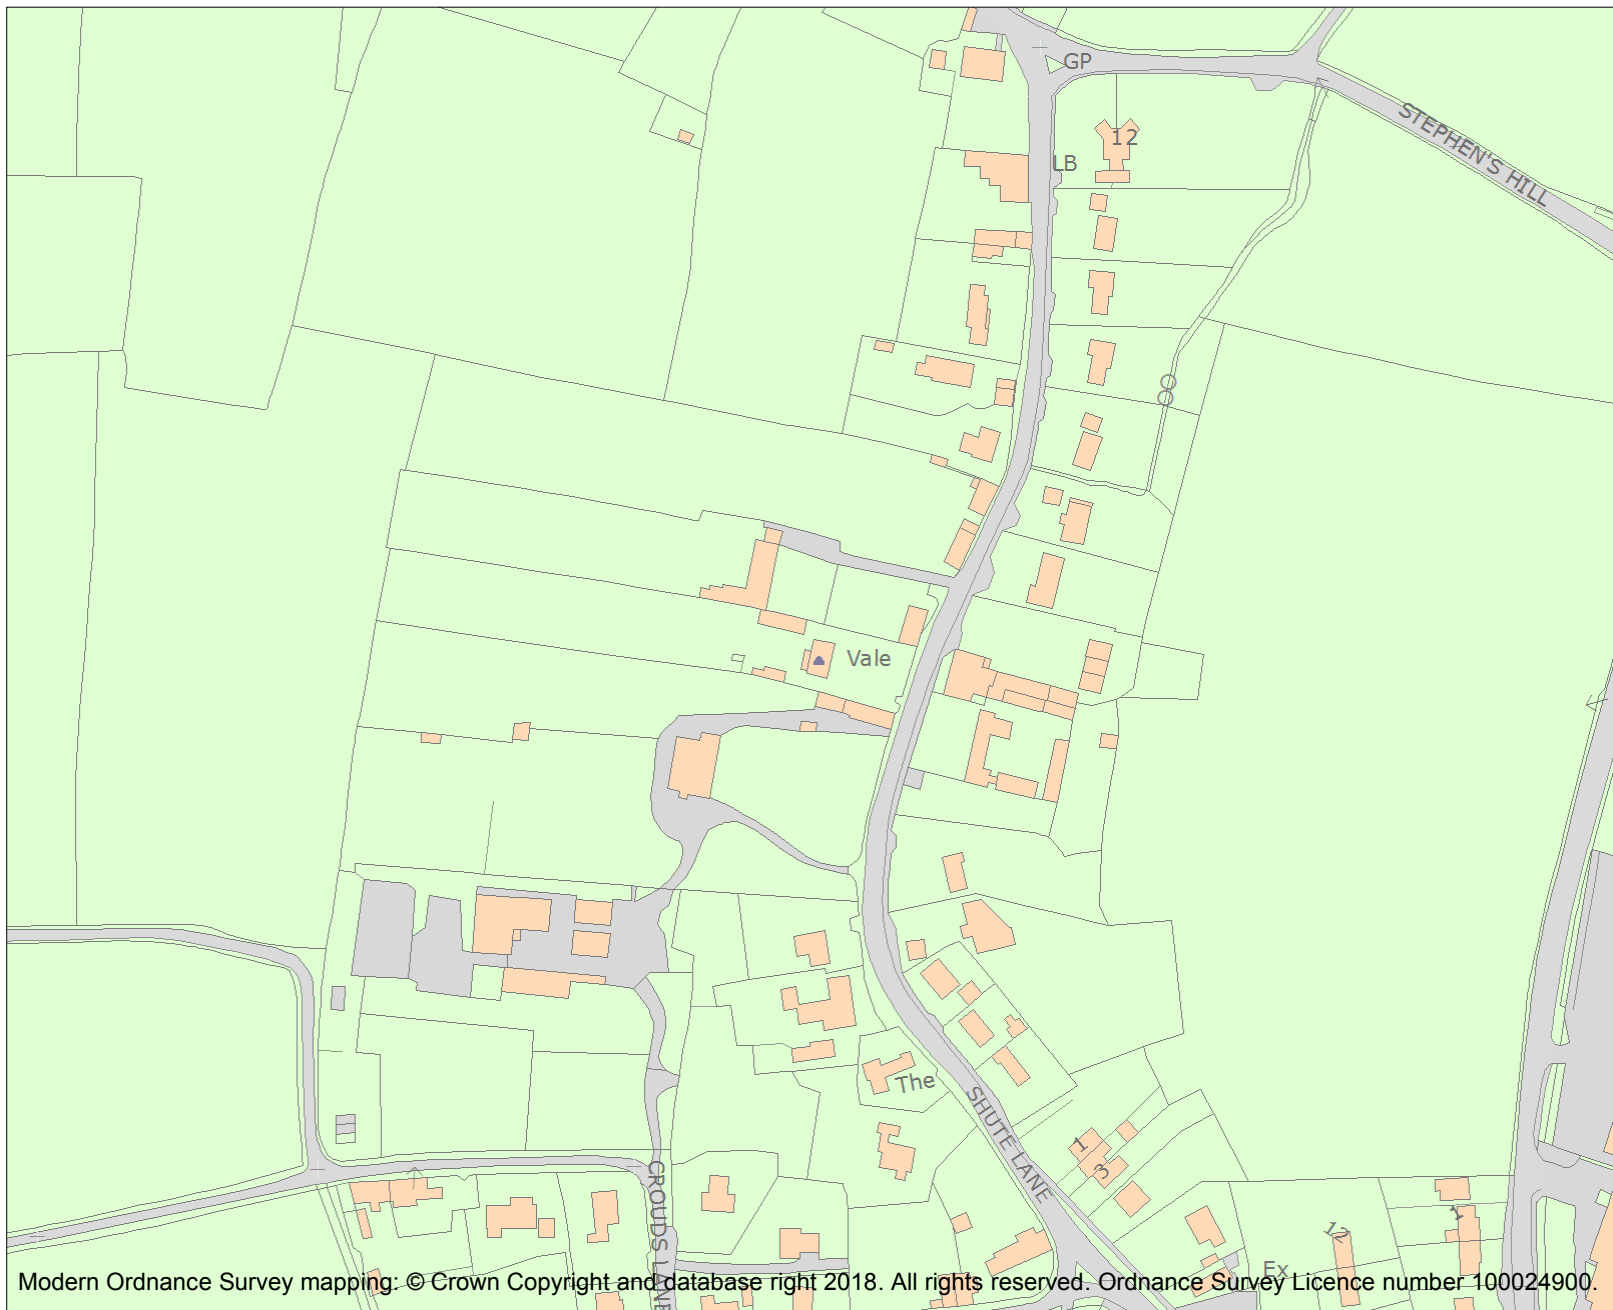 GP
STEPHEN'S HILL
12
LB
Vale
The
SHUTE LANE
1
3
CROUDS LANE
12
1
Ex
Modern Ordnance Survey mapping: © Crown Copyright and database right 2018. All rights reserved. Ordnance Survey Licence number 100024900.